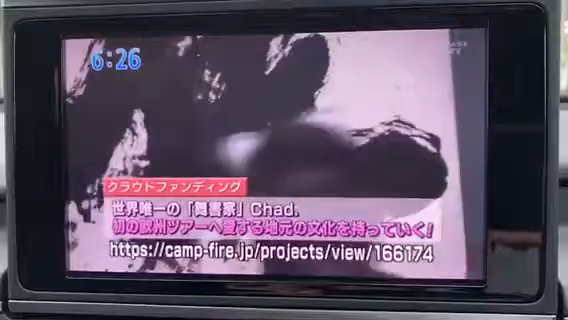 6:26
クラウドファンディング
世界唯一の「舞書家」Chad.
初の欧州ツアーへ愛する地元の文化を持っていく!
https://camp-fire.jp/projects/view/166174